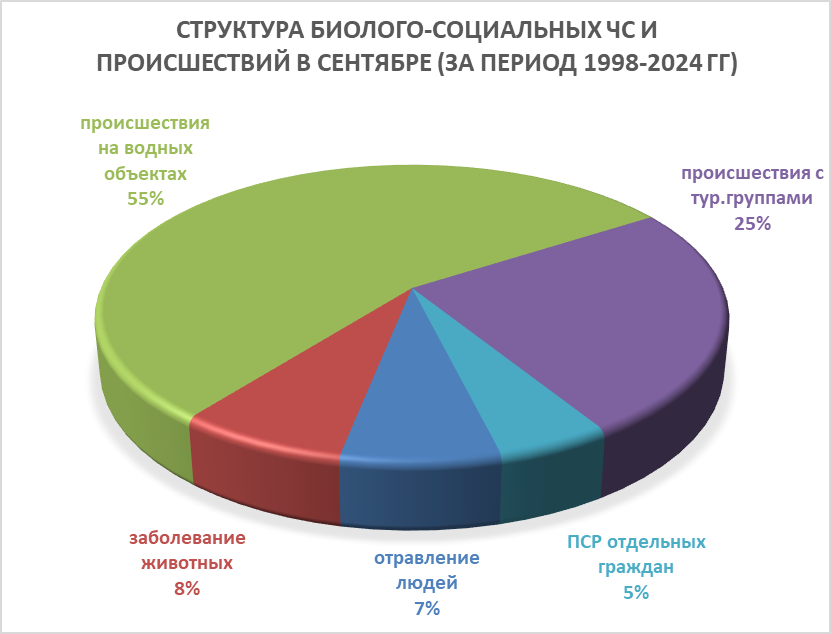 СТРУКТУРА БИОЛОГО-СОЦИАЛЬНЫХ ЧС И
ПРОИСШЕСТВИЙ В СЕНТЯБРЕ (ЗА ПЕРИОД 1998-2024 ГГ)
происшествия
на водных
объектах
55%
происшествия с
тур.группами
25%
заболевание
животных
8%
отравление
людей
7%
ПСР отдельных
граждан
5%